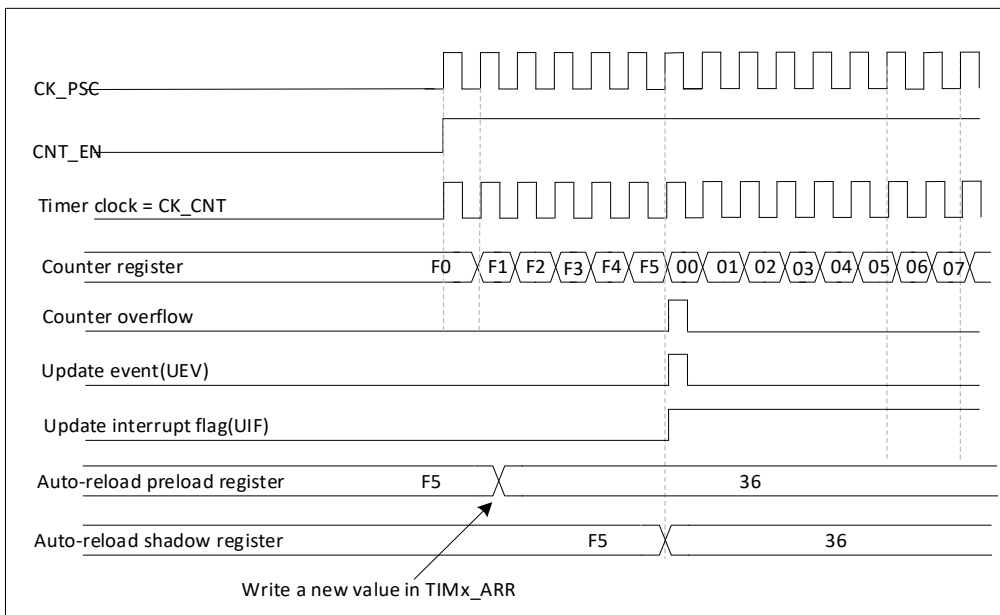 CK_PSC
CNT_EN
Timer clock = CK_CNT
Counter register F0 F1 F2 F3 F4 F5 00 01 02 03 04 05 06 07
Counter overflow
Update event(UEV)
Update interrupt flag(UIF)
Auto-reload preload register F5 36
Auto-reload shadow register F5 36
Write a new value in TIMx_ARR